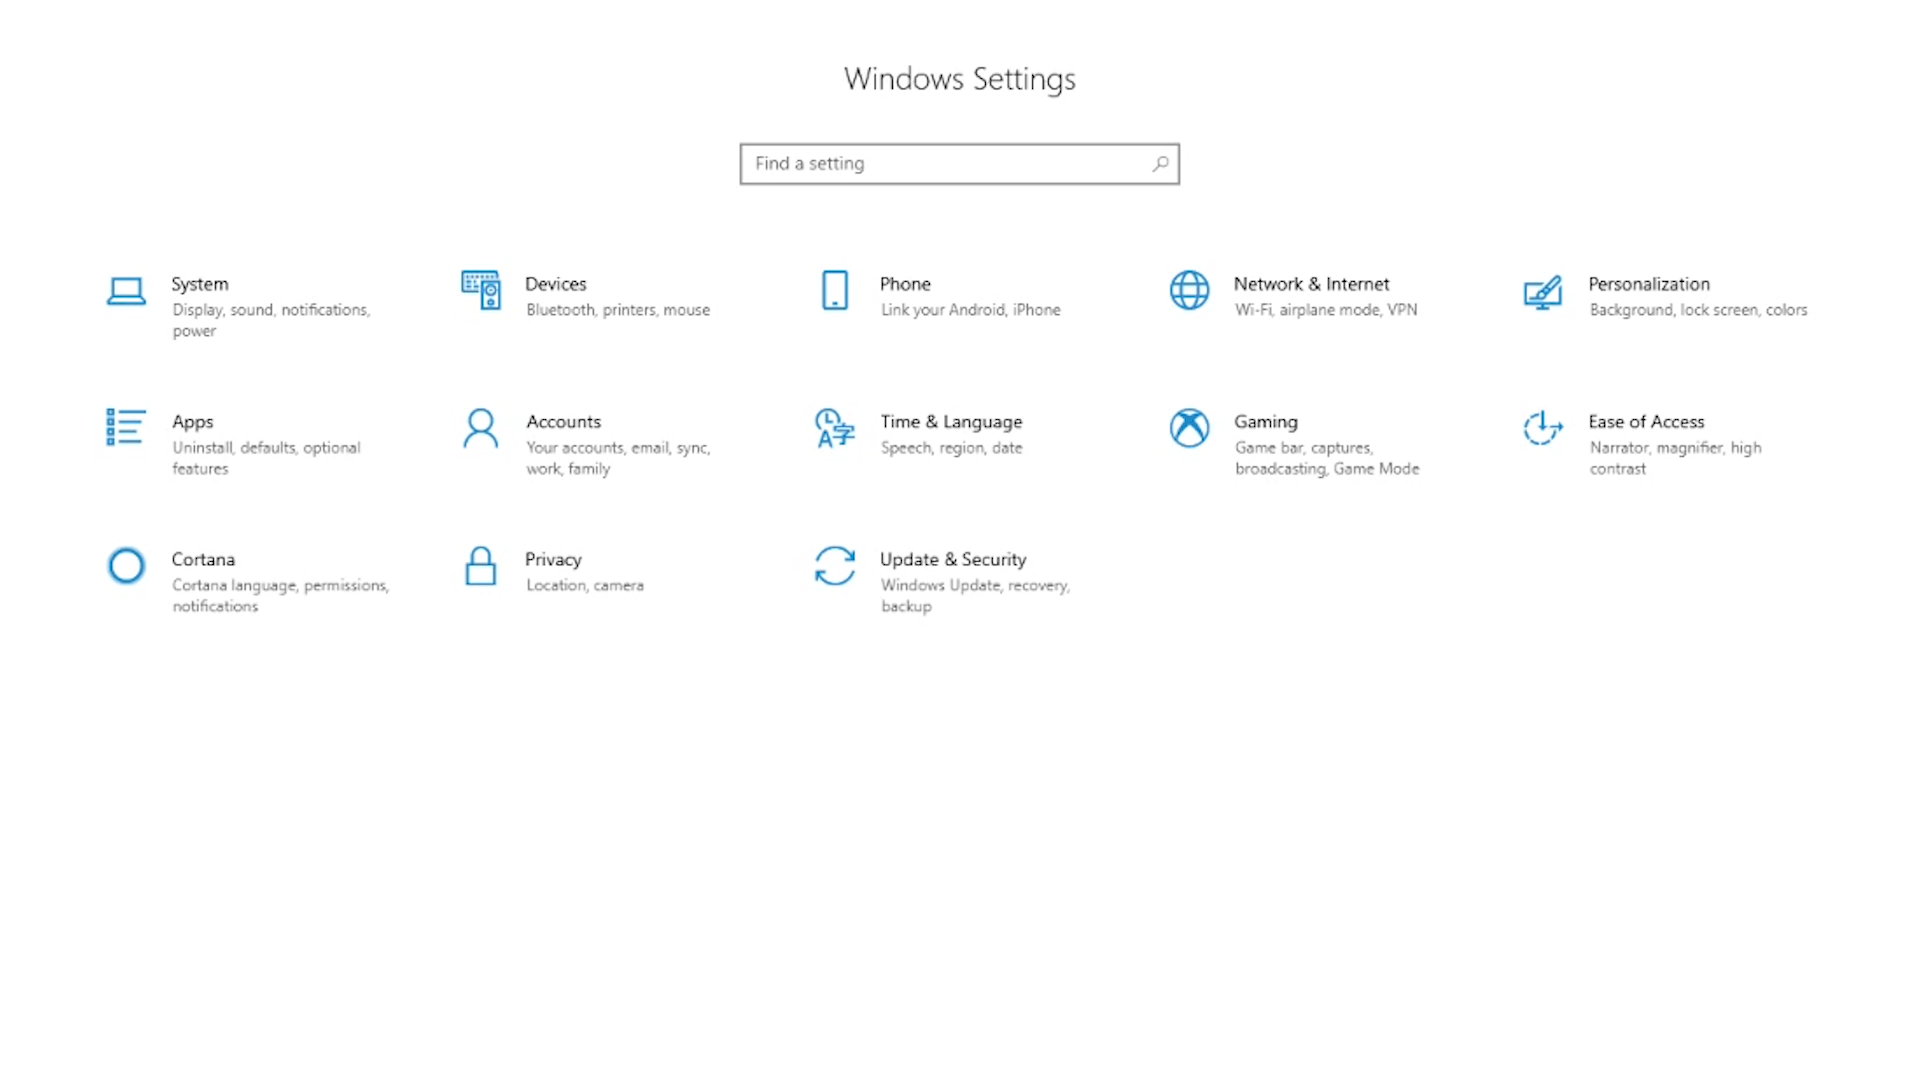 Windows Settings
Find a setting
System
Display, sound, notifications,
power
Devices
Bluetooth, printers, mouse
Phone
Link your Android, iPhone
Network & Internet
Wi-Fi, airplane mode, VPN
Personalization
Background, lock screen, colors
Apps
Uninstall, defaults, optional
features
Accounts
Your accounts, email, sync,
work, family
Time & Language
Speech, region, date
Gaming
Game bar, captures,
broadcasting, Game Mode
Ease of Access
Narrator, magnifier, high
contrast
Cortana
Cortana language, permissions,
notifications
Privacy
Location, camera
Update & Security
Windows Update, recovery,
backup